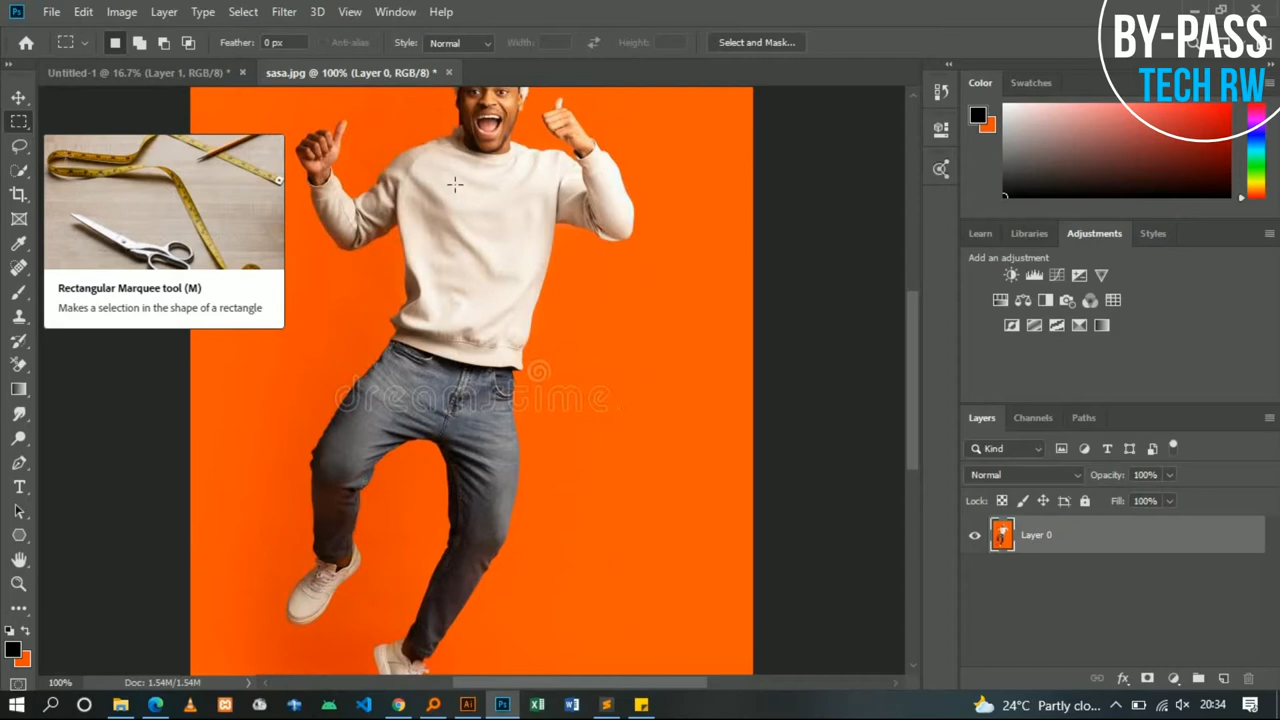 Ps File Edit Image Layer Type Select Filter 3D View Window Help
Feather: 0 px Anti-alias Style: Normal Width: Height: Select and Mask...
BY-PASS
TECH RW
Untitled-1 @ 16.7% (Layer 1, RGB/8) * × sasa.jpg @ 100% (Layer 0, RGB/8) * ×
Color Swatches
Rectangular Marquee tool (M)
Makes a selection in the shape of a rectangle
Learn Libraries Adjustments Styles
Add an adjustment
dreamstime
Layers Channels Paths
Kind
Normal Opacity: 100%
Lock: Fill: 100%
Layer 0
100% Doc: 1.54M/1.54M
24°C Partly clo... 20:34